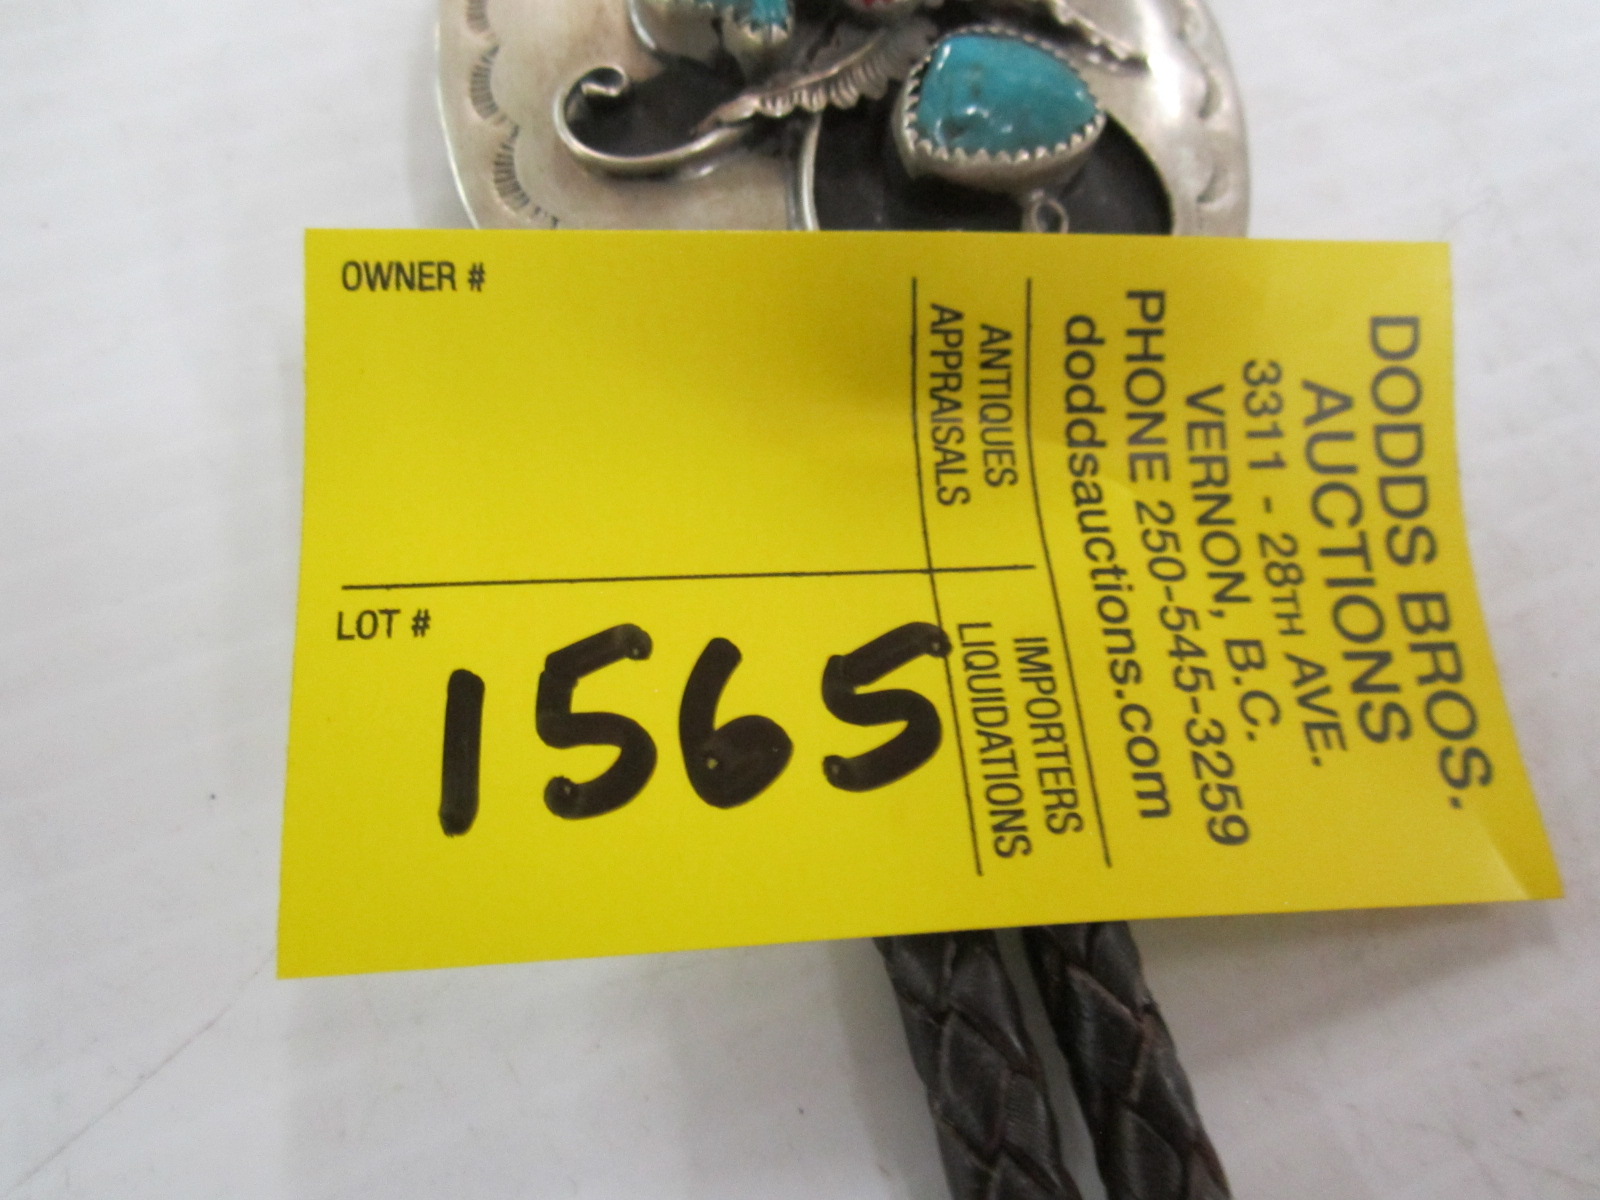 OWNER #
LOT #
1565
DODDS BROS.
AUCTIONS
3311 - 28TH AVE.
VERNON, B.C.
PHONE 250-545-3259
doddsauctions.com
ANTIQUES
APPRAISALS
IMPORTERS
LIQUIDATIONS